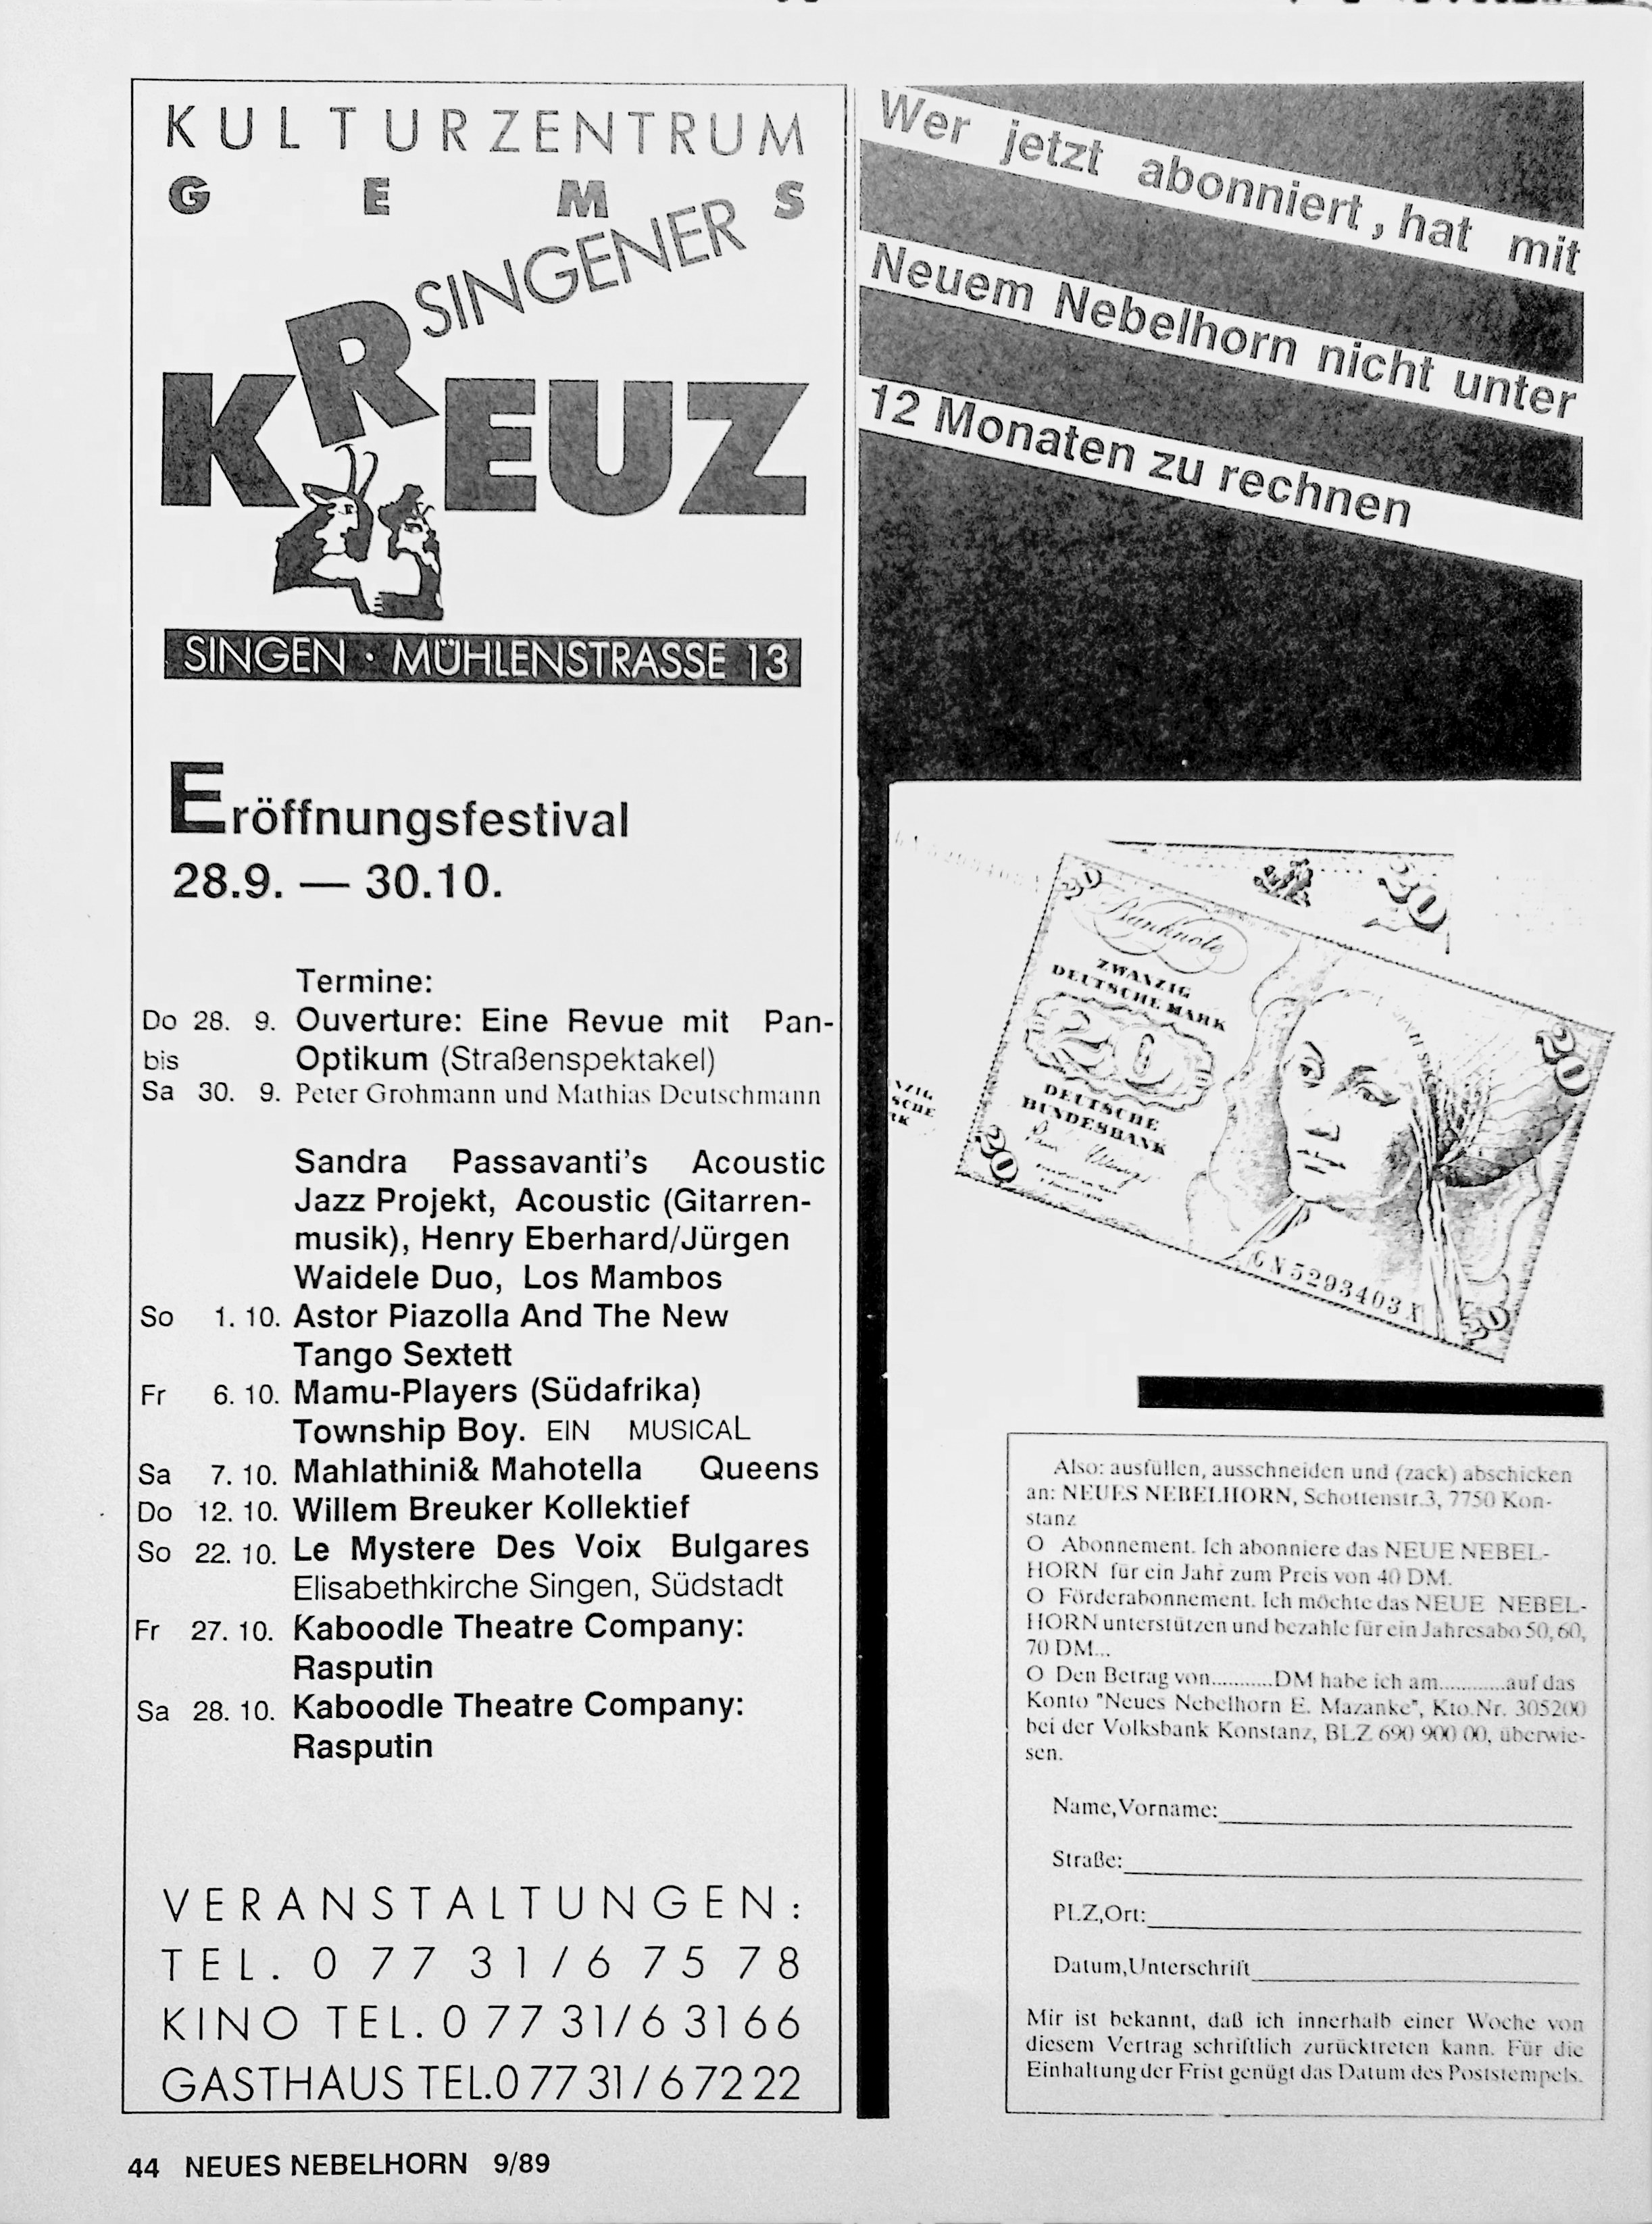 KULTURZENTRUM
GEMS
SINGENER
KREUZ
SINGEN · MÜHLENSTRASSE 13
Eröffnungsfestival
28.9. — 30.10.
Termine:
Do 28. 9. Ouverture: Eine Revue mit Pan-
bis Optikum (Straßenspektakel)
Sa 30. 9. Peter Grohmann und Mathias Deutschmann
Sandra Passavanti's Acoustic
Jazz Projekt, Acoustic (Gitarren-
musik), Henry Eberhard/Jürgen
Waidele Duo, Los Mambos
So 1. 10. Astor Piazolla And The New
Tango Sextett
Fr 6. 10. Mamu-Players (Südafrika)
Township Boy. EIN MUSICAL
Sa 7. 10. Mahlathini& Mahotella Queens
Do 12. 10. Willem Breuker Kollektief
So 22. 10. Le Mystere Des Voix Bulgares
Elisabethkirche Singen, Südstadt
Fr 27. 10. Kaboodle Theatre Company:
Rasputin
Sa 28. 10. Kaboodle Theatre Company:
Rasputin
VERANSTALTUNGEN:
TEL. 0 77 31/6 75 78
KINO TEL. 0 77 31/6 31 66
GASTHAUS TEL.0 77 31/6 72 22
Wer jetzt abonniert, hat mit
Neuem Nebelhorn nicht unter
12 Monaten zu rechnen
20
20
Banknote
ZWANZIG
DEUTSCHE MARK
20
20
DEUTSCHE
BUNDESBANK
20
GN5293403X
20
Also: ausfüllen, ausschneiden und (zack) abschicken
an: NEUES NEBELHORN, Schottenstr.3, 7750 Kon-
stanz
O Abonnement. Ich abonniere das NEUE NEBEL-
HORN für ein Jahr zum Preis von 40 DM.
O Förderabonnement. Ich möchte das NEUE NEBEL-
HORN unterstützen und bezahle für ein Jahresabo 50, 60,
70 DM...
O Den Betrag von...........DM habe ich am............auf das
Konto "Neues Nebelhorn E. Mazanke", Kto.Nr. 305200
bei der Volksbank Konstanz, BLZ 690 900 00, überwie-
sen.
Name,Vorname:
Straße:
PLZ,Ort:
Datum,Unterschrift
Mir ist bekannt, daß ich innerhalb einer Woche von
diesem Vertrag schriftlich zurücktreten kann. Für die
Einhaltung der Frist genügt das Datum des Poststempels.
44 NEUES NEBELHORN 9/89